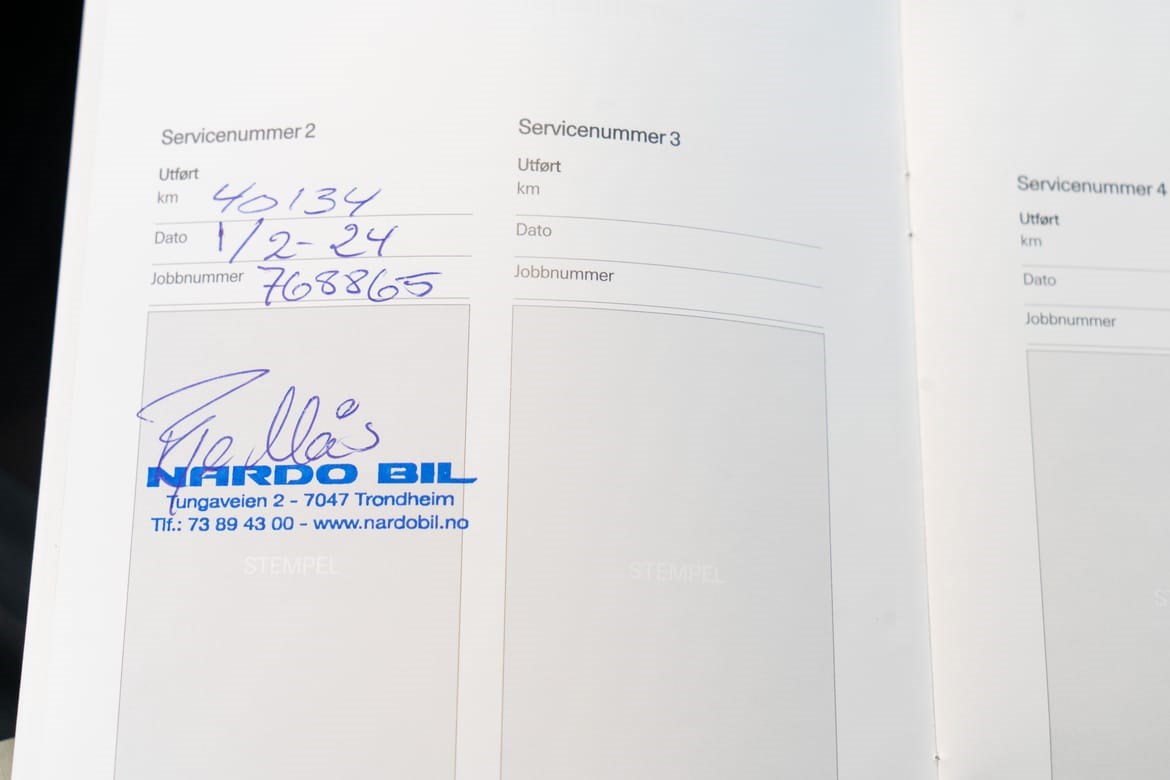 Servicenummer 2
Utført
km 40134
Dato 1/2-24
Jobbnummer 768865
NARDO BIL
Tungaveien 2 - 7047 Trondheim
Tlf.: 73 89 43 00 - www.nardobil.no
STEMPEL
Servicenummer 3
Utført
km
Dato
Jobbnummer
STEMPEL
Servicenummer 4
Utført
km
Dato
Jobbnummer